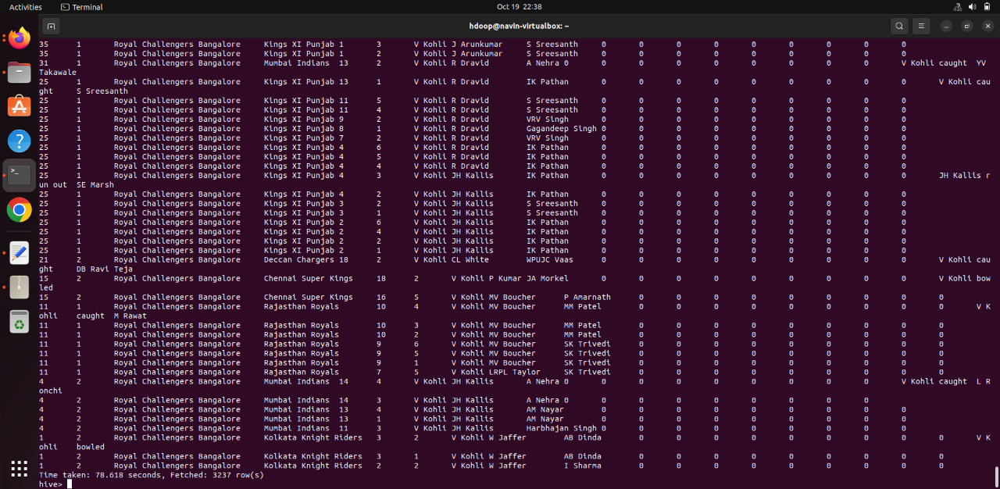 Activities Terminal Oct 19 22:38
hdoop@navin-virtualbox: ~
35 1 Royal Challengers Bangalore Kings XI Punjab 1 3 V Kohli J Arunkumar S Sreesanth 0 0 0 0 0 0 0 0 0
35 1 Royal Challengers Bangalore Kings XI Punjab 1 2 V Kohli J Arunkumar S Sreesanth 0 0 0 0 0 0 0 0 0
31 1 Royal Challengers Bangalore Mumbai Indians 13 2 V Kohli R Dravid A Nehra 0 0 0 0 0 0 0 0 0 V Kohli caught YV
Takawale
25 1 Royal Challengers Bangalore Kings XI Punjab 13 1 V Kohli R Dravid IK Pathan 0 0 0 0 0 0 0 0 0 V Kohli cau
ght S Sreesanth
25 1 Royal Challengers Bangalore Kings XI Punjab 11 5 V Kohli R Dravid S Sreesanth 0 0 0 0 0 0 0 0 0
25 1 Royal Challengers Bangalore Kings XI Punjab 11 4 V Kohli R Dravid S Sreesanth 0 0 0 0 0 0 0 0 0
25 1 Royal Challengers Bangalore Kings XI Punjab 9 2 V Kohli R Dravid VRV Singh 0 0 0 0 0 0 0 0 0
25 1 Royal Challengers Bangalore Kings XI Punjab 8 1 V Kohli R Dravid Gagandeep Singh 0 0 0 0 0 0 0 0 0
25 1 Royal Challengers Bangalore Kings XI Punjab 7 2 V Kohli R Dravid VRV Singh 0 0 0 0 0 0 0 0 0
25 1 Royal Challengers Bangalore Kings XI Punjab 4 6 V Kohli R Dravid IK Pathan 0 0 0 0 0 0 0 0 0
25 1 Royal Challengers Bangalore Kings XI Punjab 4 5 V Kohli R Dravid IK Pathan 0 0 0 0 0 0 0 0 0
25 1 Royal Challengers Bangalore Kings XI Punjab 4 4 V Kohli R Dravid IK Pathan 0 0 0 0 0 0 0 0 0
25 1 Royal Challengers Bangalore Kings XI Punjab 4 3 V Kohli JH Kallis IK Pathan 0 0 0 0 0 0 0 0 0 JH Kallis r
un out SE Marsh
25 1 Royal Challengers Bangalore Kings XI Punjab 4 2 V Kohli JH Kallis IK Pathan 0 0 0 0 0 0 0 0 0
25 1 Royal Challengers Bangalore Kings XI Punjab 3 2 V Kohli JH Kallis S Sreesanth 0 0 0 0 0 0 0 0 0
25 1 Royal Challengers Bangalore Kings XI Punjab 3 1 V Kohli JH Kallis S Sreesanth 0 0 0 0 0 0 0 0 0
25 1 Royal Challengers Bangalore Kings XI Punjab 2 6 V Kohli JH Kallis IK Pathan 0 0 0 0 0 0 0 0 0
25 1 Royal Challengers Bangalore Kings XI Punjab 2 4 V Kohli JH Kallis IK Pathan 0 0 0 0 0 0 0 0 0
25 1 Royal Challengers Bangalore Kings XI Punjab 2 2 V Kohli JH Kallis IK Pathan 0 0 0 0 0 0 0 0 0
25 1 Royal Challengers Bangalore Kings XI Punjab 2 1 V Kohli JH Kallis IK Pathan 0 0 0 0 0 0 0 0 0
21 2 Royal Challengers Bangalore Deccan Chargers 18 2 V Kohli CL White WPUJC Vaas 0 0 0 0 0 0 0 0 0 V Kohli cau
ght DB Ravi Teja
15 2 Royal Challengers Bangalore Chennai Super Kings 18 2 V Kohli P Kumar JA Morkel 0 0 0 0 0 0 0 0 0 V Kohli bow
led
15 2 Royal Challengers Bangalore Chennai Super Kings 16 5 V Kohli MV Boucher P Amarnath 0 0 0 0 0 0 0 0 0
11 1 Royal Challengers Bangalore Rajasthan Royals 10 4 V Kohli MV Boucher MM Patel 0 0 0 0 0 0 0 0 0 V K
ohli caught M Rawat
11 1 Royal Challengers Bangalore Rajasthan Royals 10 3 V Kohli MV Boucher MM Patel 0 0 0 0 0 0 0 0 0
11 1 Royal Challengers Bangalore Rajasthan Royals 10 2 V Kohli MV Boucher MM Patel 0 0 0 0 0 0 0 0 0
11 1 Royal Challengers Bangalore Rajasthan Royals 9 6 V Kohli MV Boucher SK Trivedi 0 0 0 0 0 0 0 0 0
11 1 Royal Challengers Bangalore Rajasthan Royals 9 5 V Kohli MV Boucher SK Trivedi 0 0 0 0 0 0 0 0 0
11 1 Royal Challengers Bangalore Rajasthan Royals 9 1 V Kohli MV Boucher SK Trivedi 0 0 0 0 0 0 0 0 0
11 1 Royal Challengers Bangalore Rajasthan Royals 7 5 V Kohli LRPL Taylor SK Trivedi 0 0 0 0 0 0 0 0 0
4 2 Royal Challengers Bangalore Mumbai Indians 14 4 V Kohli JH Kallis A Nehra 0 0 0 0 0 0 0 0 0 V Kohli caught L R
onchi
4 2 Royal Challengers Bangalore Mumbai Indians 14 3 V Kohli JH Kallis A Nehra 0 0 0 0 0 0 0 0 0
4 2 Royal Challengers Bangalore Mumbai Indians 13 4 V Kohli JH Kallis AM Nayar 0 0 0 0 0 0 0 0 0
4 2 Royal Challengers Bangalore Mumbai Indians 13 1 V Kohli JH Kallis AM Nayar 0 0 0 0 0 0 0 0 0
4 2 Royal Challengers Bangalore Mumbai Indians 11 3 V Kohli JH Kallis Harbhajan Singh 0 0 0 0 0 0 0 0 0
1 2 Royal Challengers Bangalore Kolkata Knight Riders 3 2 V Kohli W Jaffer AB Dinda 0 0 0 0 0 0 0 0 0 V K
ohli bowled
1 2 Royal Challengers Bangalore Kolkata Knight Riders 3 1 V Kohli W Jaffer AB Dinda 0 0 0 0 0 0 0 0 0
1 2 Royal Challengers Bangalore Kolkata Knight Riders 2 2 V Kohli W Jaffer I Sharma 0 0 0 0 0 0 0 0 0
Time taken: 78.618 seconds, Fetched: 3237 row(s)
hive>